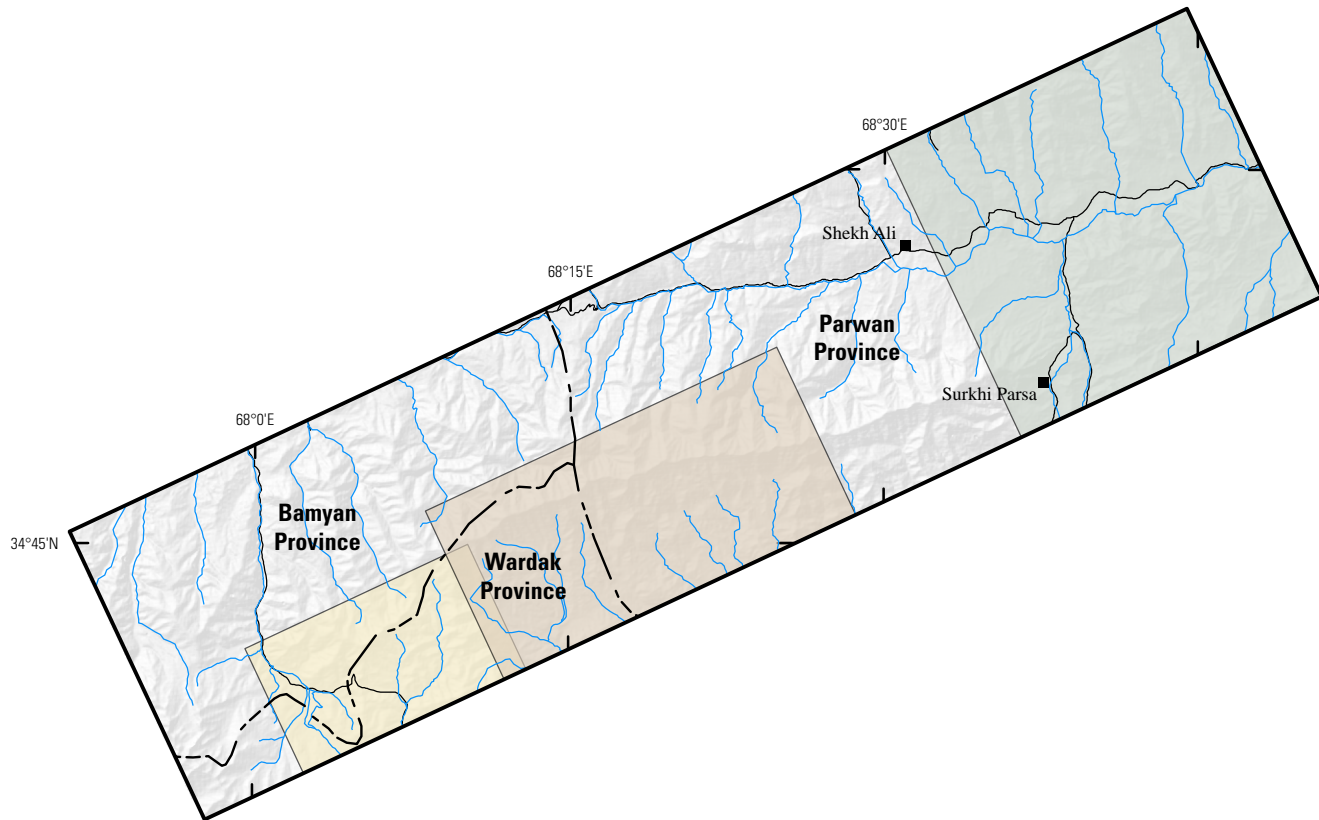 68°30'E
Shekh Ali
68°15'E
Parwan
Province
Surkhi Parsa
68°0'E
Bamyan
Province
34°45'N
Wardak
Province